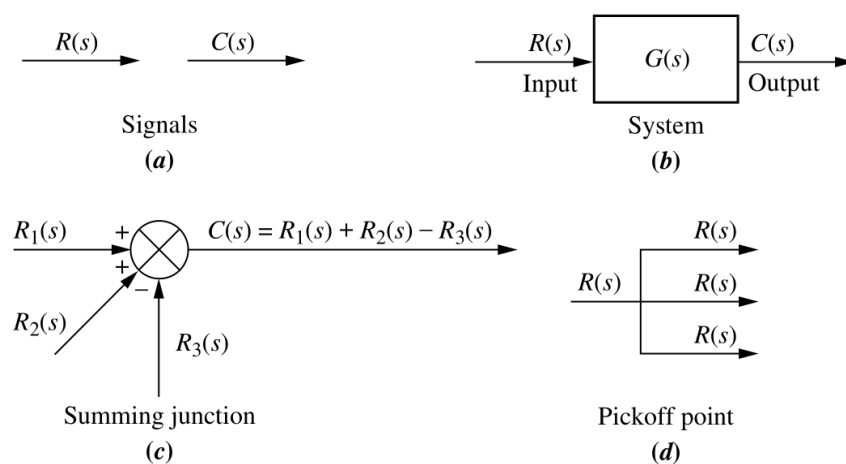 R(s)
C(s)
Signals
(a)
R(s)
Input
G(s)
C(s)
Output
System
(b)
R₁(s)
+
+
−
R₂(s)
R₃(s)
C(s) = R₁(s) + R₂(s) − R₃(s)
Summing junction
(c)
R(s)
R(s)
R(s)
R(s)
Pickoff point
(d)